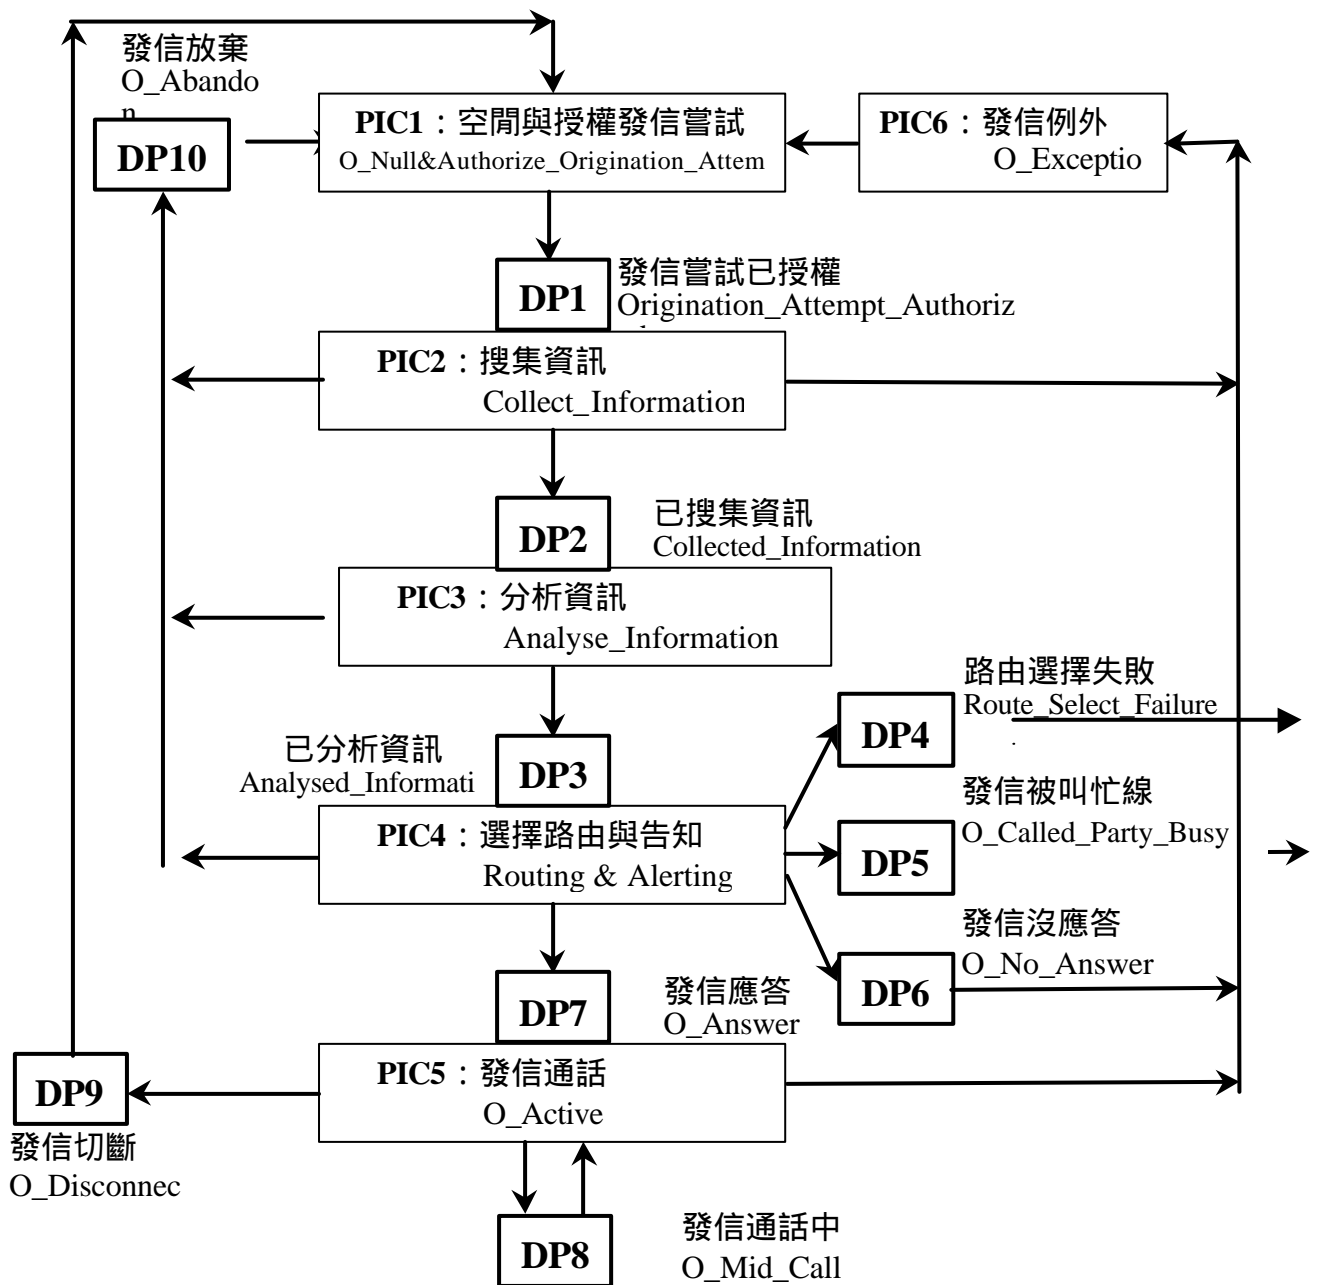 發信放棄
O_Abando
n
DP10
PIC1：空閒與授權發信嘗試
O_Null&Authorize_Origination_Attem
PIC6：發信例外
O_Exceptio
DP1
發信嘗試已授權
Origination_Attempt_Authoriz
PIC2：搜集資訊
Collect_Information
DP2
已搜集資訊
Collected_Information
PIC3：分析資訊
Analyse_Information
DP3
已分析資訊
Analysed_Informati
DP4
路由選擇失敗
Route_Select_Failure
PIC4：選擇路由與告知
Routing & Alerting
DP5
發信被叫忙線
O_Called_Party_Busy
DP6
發信沒應答
O_No_Answer
DP7
發信應答
O_Answer
PIC5：發信通話
O_Active
DP9
發信切斷
O_Disconnec
DP8
發信通話中
O_Mid_Call